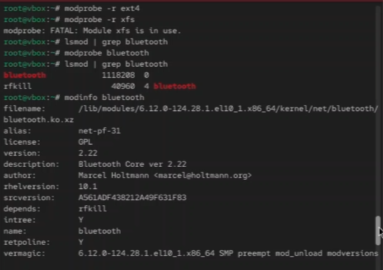 root@vbox:~# modprobe -r ext4
root@vbox:~# modprobe -r xfs
modprobe: FATAL: Module xfs is in use.
root@vbox:~# lsmod | grep bluetooth
root@vbox:~# modprobe bluetooth
root@vbox:~# lsmod | grep bluetooth
bluetooth 1118208 0
rfkill 40960 4 bluetooth
root@vbox:~# modinfo bluetooth
filename: /lib/modules/6.12.0-124.28.1.el10_1.x86_64/kernel/net/bluetooth/
bluetooth.ko.xz
alias: net-pf-31
license: GPL
version: 2.22
description: Bluetooth Core ver 2.22
author: Marcel Holtmann <marcel@holtmann.org>
rhelversion: 10.1
srcversion: A561ADF438212A49F631F83
depends: rfkill
intree: Y
name: bluetooth
retpoline: Y
vermagic: 6.12.0-124.28.1.el10_1.x86_64 SMP preempt mod_unload modversions